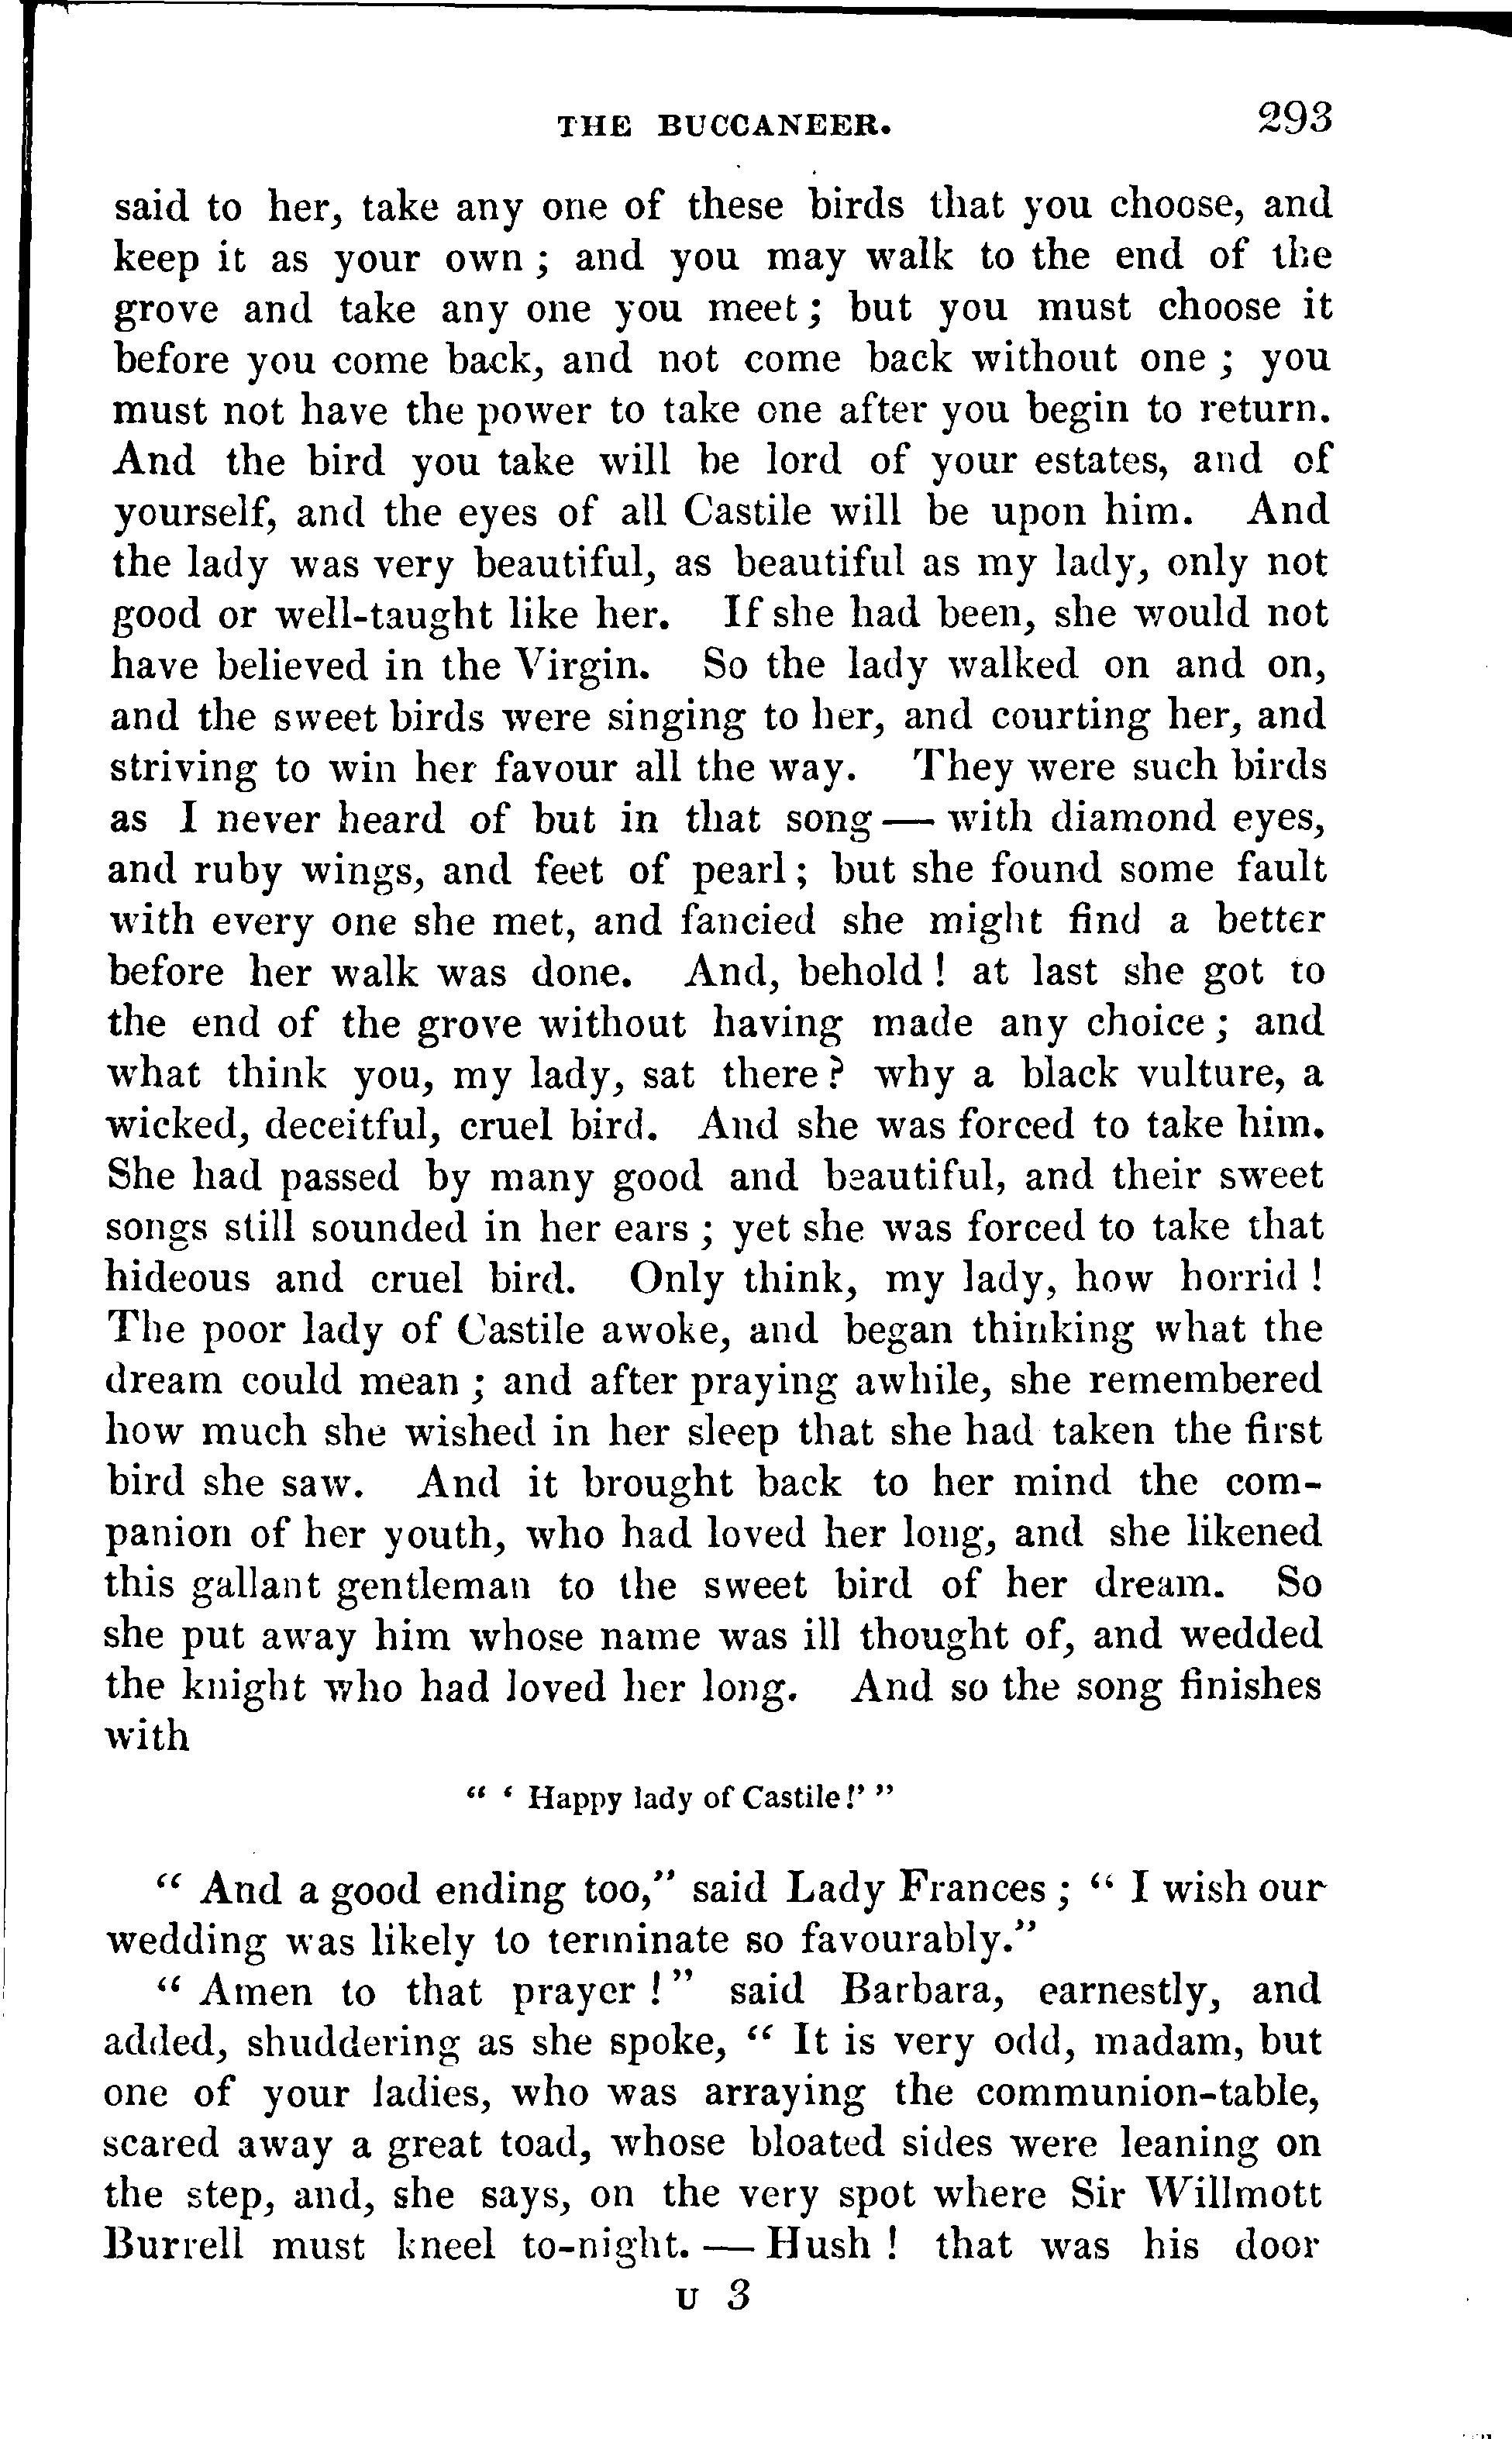 THE BUCCANEER. 293
said to her, take any one of these birds that you choose, and
keep it as your own ; and you may walk to the end of the
grove and take any one you meet ; but you must choose it
before you come back, and not come back without one ; you
must not have the power to take one after you begin to return.
And the bird you take will be lord of your estates, and of
yourself, and the eyes of all Castile will be upon him. And
the lady was very beautiful, as beautiful as my lady, only not
good or well-taught like her. If she had been, she would not
have believed in the Virgin. So the lady walked on and on,
and the sweet birds were singing to her, and courting her, and
striving to win her favour all the way. They were such birds
as I never heard of but in that song — with diamond eyes,
and ruby wings, and feet of pearl ; but she found some fault
with every one she met, and fancied she might find a better
before her walk was done. And, behold ! at last she got to
the end of the grove without having made any choice ; and
what think you, my lady, sat there ? why a black vulture, a
wicked, deceitful, cruel bird. And she was forced to take him.
She had passed by many good and beautiful, and their sweet
songs still sounded in her ears ; yet she was forced to take that
hideous and cruel bird. Only think, my lady, how horrid !
The poor lady of Castile awoke, and began thinking what the
dream could mean ; and after praying awhile, she remembered
how much she wished in her sleep that she had taken the first
bird she saw. And it brought back to her mind the com-
panion of her youth, who had loved her long, and she likened
this gallant gentleman to the sweet bird of her dream. So
she put away him whose name was ill thought of, and wedded
the knight who had loved her long. And so the song finishes
with
“ ‘ Happy lady of Castile !’ ”
“ And a good ending too,” said Lady Frances ; “ I wish our
wedding was likely to terminate so favourably.”
“ Amen to that prayer ! ” said Barbara, earnestly, and
added, shuddering as she spoke, “ It is very odd, madam, but
one of your ladies, who was arraying the communion-table,
scared away a great toad, whose bloated sides were leaning on
the step, and, she says, on the very spot where Sir Willmott
Burrell must kneel to-night. — Hush ! that was his door
U 3